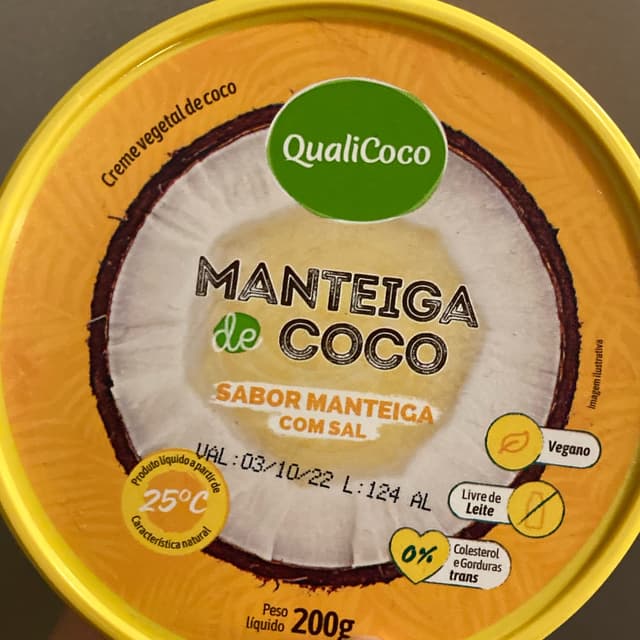 Creme vegetal de coco
QualiCoco
MANTEIGA
de COCO
SABOR MANTEIGA
COM SAL
VAL:03/10/22 L:124 AL
Imagem ilustrativa
Vegano
Livre de
Leite
0%
Colesterol
e Gorduras
trans
Produto líquido a partir de
25°C
Característica natural
Peso
líquido 200g